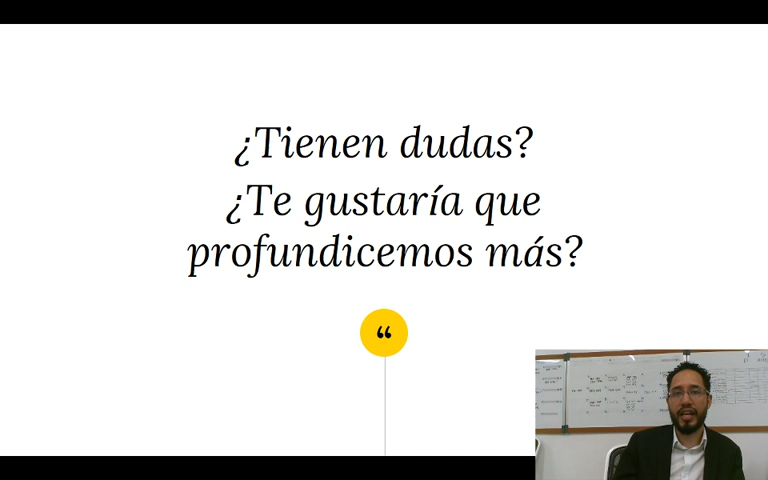 ¿Tienen dudas?
¿Te gustaría que
profundicemos más?
“